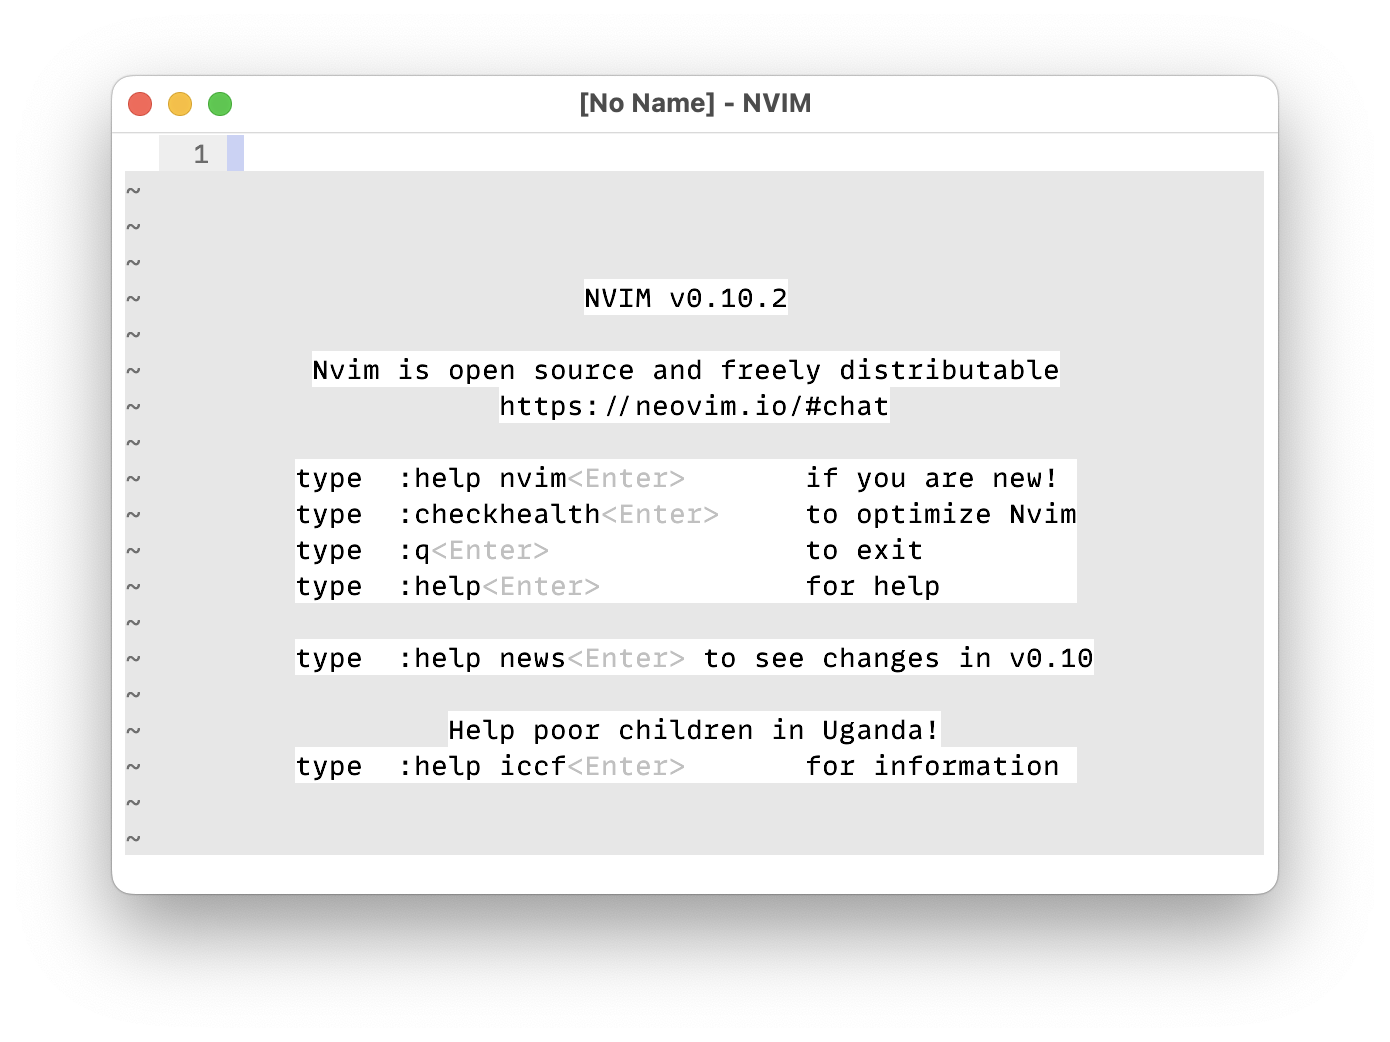 [No Name] - NVIM
1
~
~
~
~ NVIM v0.10.2
~
~ Nvim is open source and freely distributable
~ https://neovim.io/#chat
~
~ type  :help nvim<Enter>       if you are new!
~ type  :checkhealth<Enter>     to optimize Nvim
~ type  :q<Enter>               to exit
~ type  :help<Enter>            for help
~
~ type  :help news<Enter> to see changes in v0.10
~
~ Help poor children in Uganda!
~ type  :help iccf<Enter>       for information
~
~